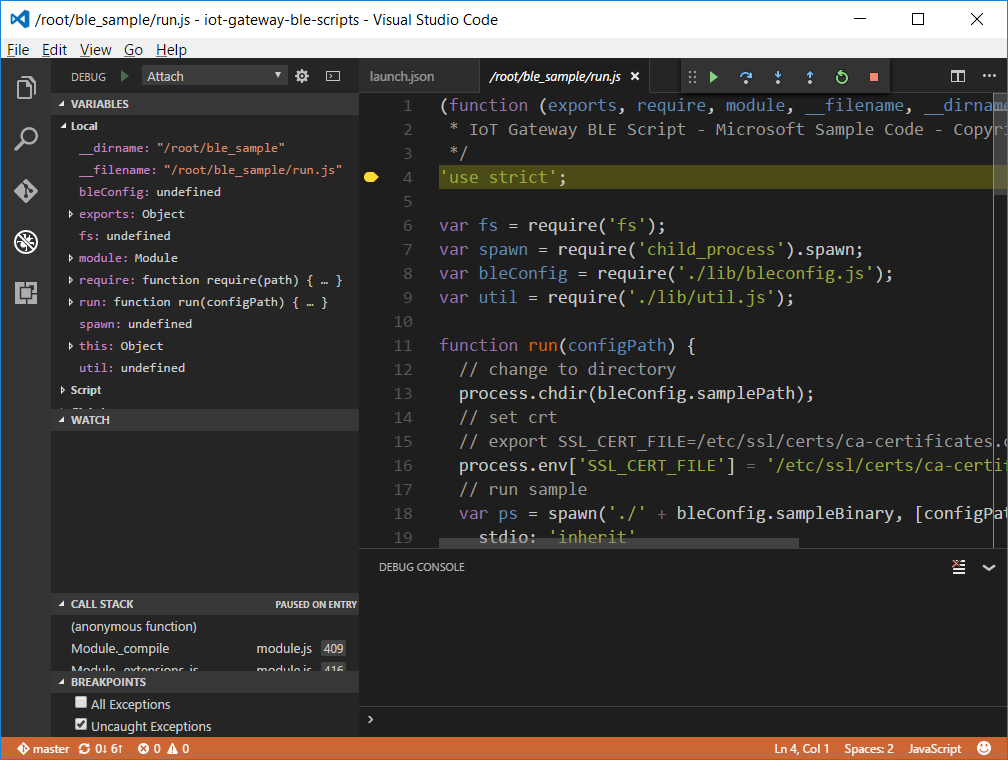 /root/ble_sample/run.js - iot-gateway-ble-scripts - Visual Studio Code
File Edit View Go Help
DEBUG Attach
VARIABLES
Local
__dirname: "/root/ble_sample"
__filename: "/root/ble_sample/run.js"
bleConfig: undefined
exports: Object
fs: undefined
module: Module
require: function require(path) { … }
run: function run(configPath) { … }
spawn: undefined
this: Object
util: undefined
Script
WATCH
CALL STACK PAUSED ON ENTRY
(anonymous function)
Module._compile module.js 409
Module._extensions.js module.js 416
BREAKPOINTS
All Exceptions
Uncaught Exceptions
launch.json /root/ble_sample/run.js
1 (function (exports, require, module, __filename, __dirname
2 * IoT Gateway BLE Script - Microsoft Sample Code - Copyri
3 */
4 'use strict';
5
6 var fs = require('fs');
7 var spawn = require('child_process').spawn;
8 var bleConfig = require('./lib/bleconfig.js');
9 var util = require('./lib/util.js');
10
11 function run(configPath) {
12 // change to directory
13 process.chdir(bleConfig.samplePath);
14 // set crt
15 // export SSL_CERT_FILE=/etc/ssl/certs/ca-certificates.c
16 process.env['SSL_CERT_FILE'] = '/etc/ssl/certs/ca-certif
17 // run sample
18 var ps = spawn('./' + bleConfig.sampleBinary, [configPat
19 stdio: 'inherit'
DEBUG CONSOLE
master 0↓ 6↑ 0 0 Ln 4, Col 1 Spaces: 2 JavaScript